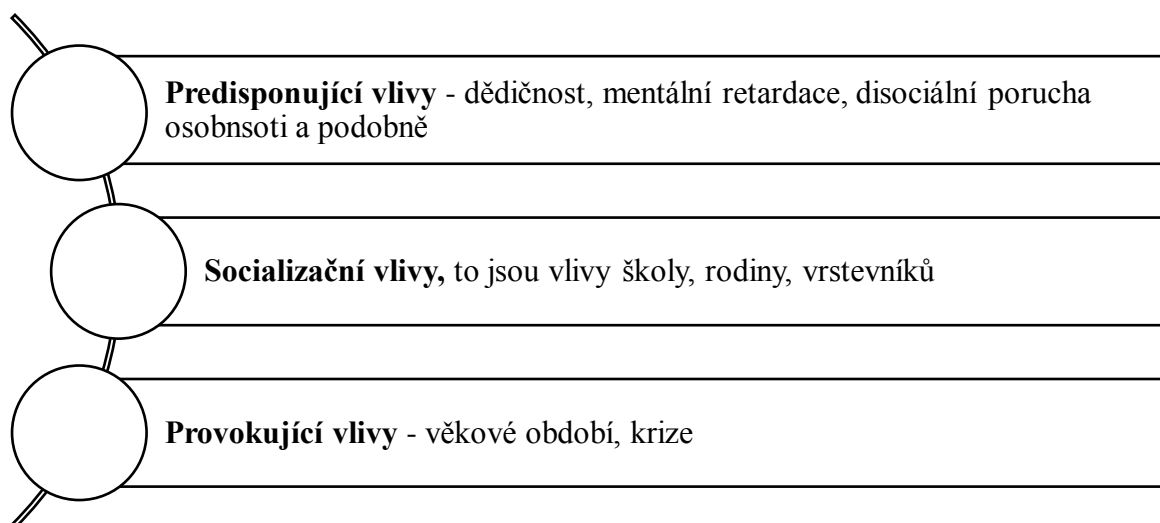 Predisponující vlivy - dědičnost, mentální retardace, disociální porucha
osobnsoti a podobně
Socializační vlivy, to jsou vlivy školy, rodiny, vrstevníků
Provokující vlivy - věkové období, krize